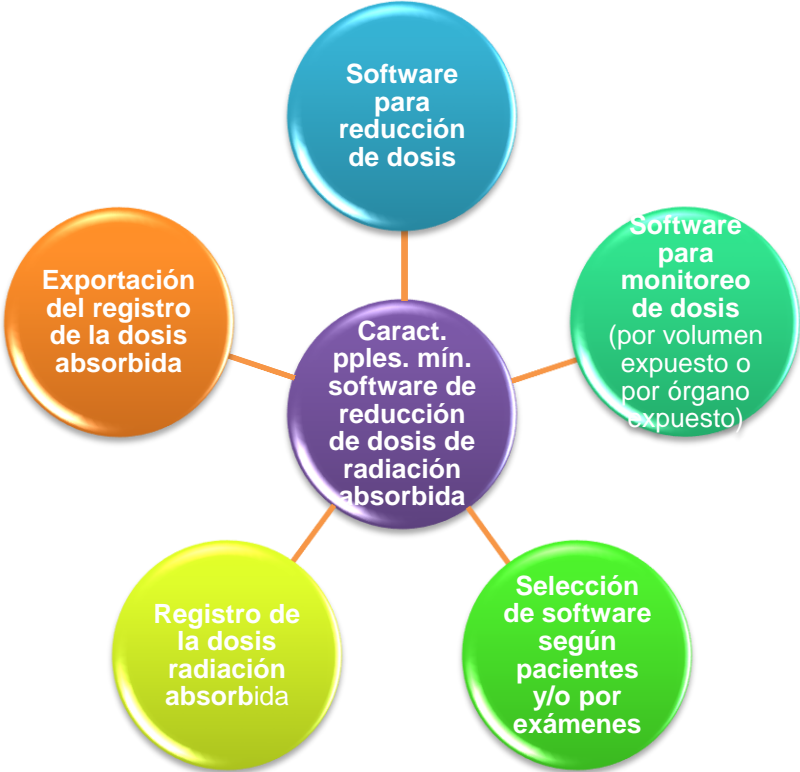 Software
para
reducción
de dosis
Software
para
monitoreo
de dosis
(por volumen
expuesto o
por órgano
expuesto)
Selección
de software
según
pacientes
y/o por
exámenes
Registro de
la dosis
radiación
absorbida
Exportación
del registro
de la dosis
absorbida
Caract.
pples. mín.
software de
reducción
de dosis de
radiación
absorbida